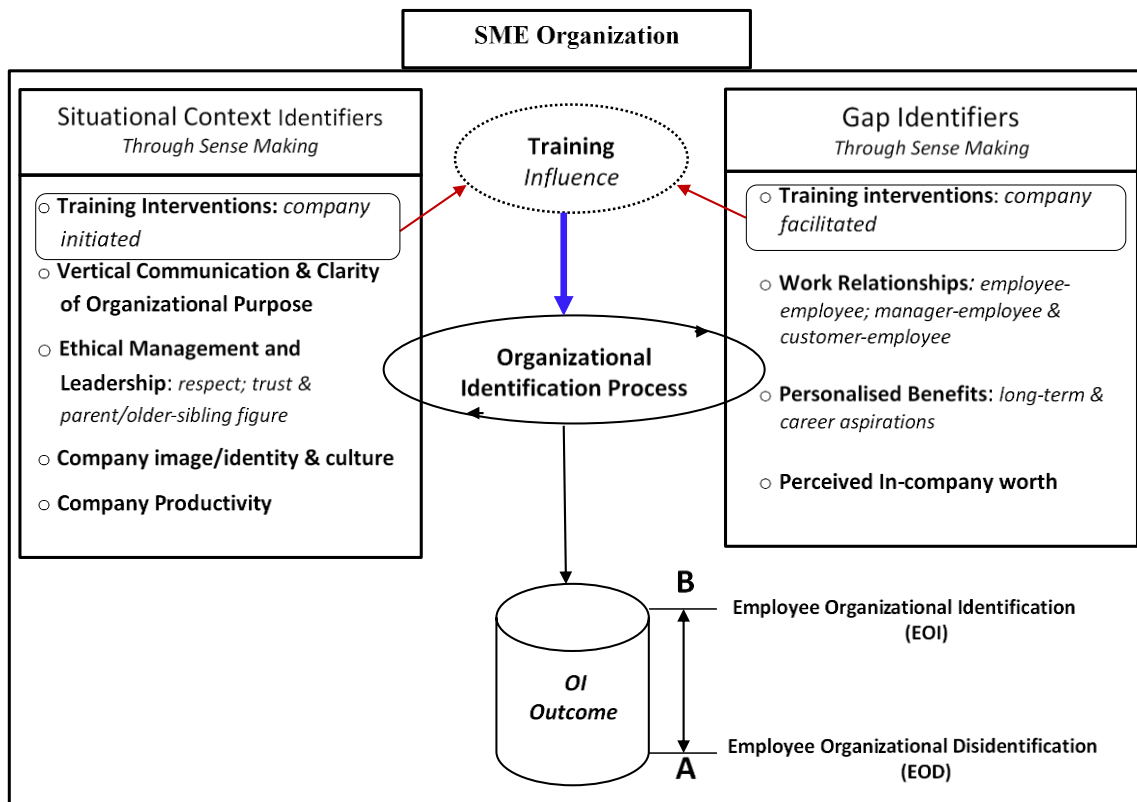 SME Organization
Situational Context Identifiers
Through Sense Making
○ Training Interventions: company
initiated
○ Vertical Communication & Clarity
of Organizational Purpose
○ Ethical Management and
Leadership: respect; trust &
parent/older-sibling figure
○ Company image/identity & culture
○ Company Productivity
Training
Influence
Organizational
Identification Process
Gap Identifiers
Through Sense Making
○ Training interventions: company
facilitated
○ Work Relationships: employee-
employee; manager-employee &
customer-employee
○ Personalised Benefits: long-term &
career aspirations
○ Perceived In-company worth
OI
Outcome
B
Employee Organizational Identification
(EOI)
A
Employee Organizational Disidentification
(EOD)